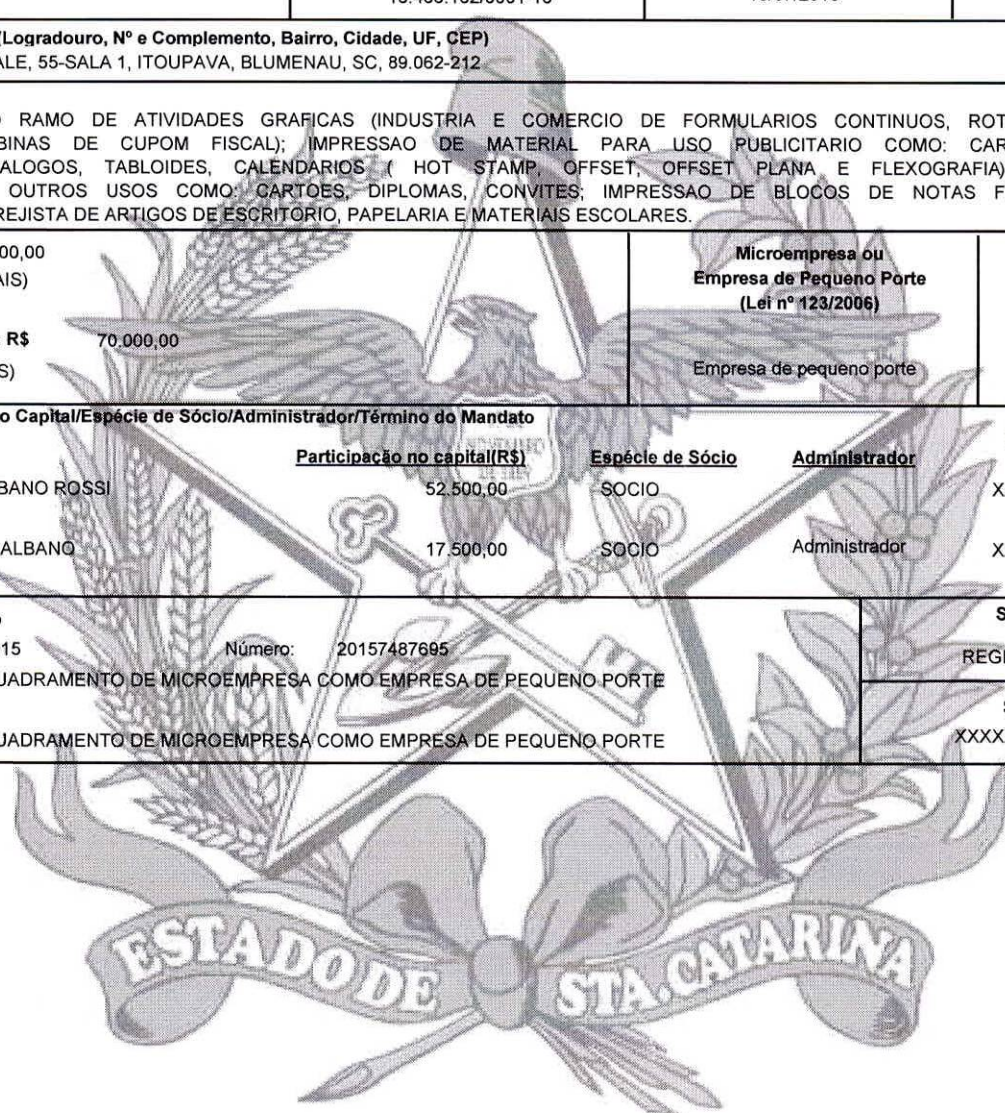 (Logradouro, Nº e Complemento, Bairro, Cidade, UF, CEP)
ALE, 55-SALA 1, ITOUPAVA, BLUMENAU, SC, 89.062-212
RAMO DE ATIVIDADES GRAFICAS (INDUSTRIA E COMERCIO DE FORMULARIOS CONTINUOS, ROT
BINAS DE CUPOM FISCAL); IMPRESSAO DE MATERIAL PARA USO PUBLICITARIO COMO: CAR
ALOGOS, TABLOIDES, CALENDARIOS ( HOT STAMP, OFFSET, OFFSET PLANA E FLEXOGRAFIA)
OUTROS USOS COMO: CARTOES, DIPLOMAS, CONVITES; IMPRESSAO DE BLOCOS DE NOTAS F
REJISTA DE ARTIGOS DE ESCRITORIO, PAPELARIA E MATERIAIS ESCOLARES.
00,00
AIS)
R$ 70.000,00
S)
Microempresa ou
Empresa de Pequeno Porte
(Lei nº 123/2006)
Empresa de pequeno porte
o Capital/Espécie de Sócio/Administrador/Término do Mandato
Participação no capital(R$) Espécie de Sócio Administrador
BANO ROSSI 52.500,00 SOCIO X
ALBANO 17.500,00 SOCIO Administrador X
15 Número: 20157487695
UADRAMENTO DE MICROEMPRESA COMO EMPRESA DE PEQUENO PORTE
UADRAMENTO DE MICROEMPRESA COMO EMPRESA DE PEQUENO PORTE
S
REGI
S
XXXX
ESTADO DE STA. CATARINA